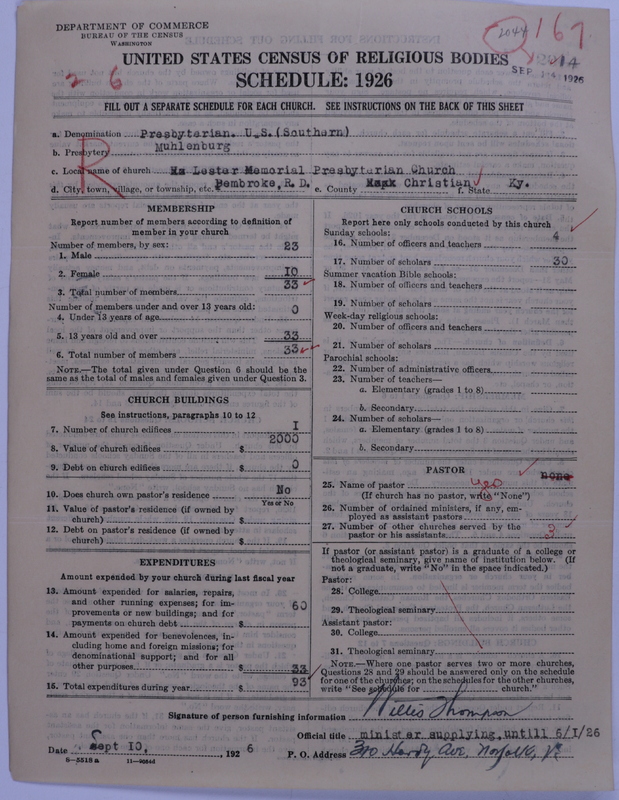 DEPARTMENT OF COMMERCE
BUREAU OF THE CENSUS
WASHINGTON
2044
167
2214
SEP 14 1926
2 6
UNITED STATES CENSUS OF RELIGIOUS BODIES
SCHEDULE: 1926
FILL OUT A SEPARATE SCHEDULE FOR EACH CHURCH. SEE INSTRUCTIONS ON THE BACK OF THIS SHEET
R
a. Denomination Presbyterian. U.S.(Southern)
b. Presbytery Muhlenburg
c. Local name of church Lester Memorial Presbyterian Church
d. City, town, village, or township, etc. Pembroke, R.D. e. County Christian f. State Ky.
MEMBERSHIP
Report number of members according to definition of member in your church
Number of members, by sex:
1. Male 23
2. Female 10
3. Total number of members 33
Number of members under and over 13 years old:
4. Under 13 years of age 0
5. 13 years old and over 33
6. Total number of members 33
NOTE.—The total given under Question 6 should be the same as the total of males and females given under Question 3.
CHURCH BUILDINGS
See instructions, paragraphs 10 to 12
7. Number of church edifices 1
8. Value of church edifices $ 2000
9. Debt on church edifices $ 0
10. Does church own pastor's residence No
Yes or No
11. Value of pastor's residence (if owned by church) $
12. Debt on pastor's residence (if owned by church) $
EXPENDITURES
Amount expended by your church during last fiscal year
13. Amount expended for salaries, repairs, and other running expenses; for improvements or new buildings; and for payments on church debt $ 60
14. Amount expended for benevolences, including home and foreign missions; for denominational support; and for all other purposes $ 33
15. Total expenditures during year $ 93
CHURCH SCHOOLS
Report here only schools conducted by this church
Sunday schools:
16. Number of officers and teachers 4
17. Number of scholars 30
Summer vacation Bible schools:
18. Number of officers and teachers
19. Number of scholars
Week-day religious schools:
20. Number of officers and teachers
21. Number of scholars
Parochial schools:
22. Number of administrative officers
23. Number of teachers—
a. Elementary (grades 1 to 8)
b. Secondary
24. Number of scholars—
a. Elementary (grades 1 to 8)
b. Secondary
PASTOR
25. Name of pastor yes none
(If church has no pastor, write "None")
26. Number of ordained ministers, if any, employed as assistant pastors
27. Number of other churches served by the pastor or his assistants 3
If pastor (or assistant pastor) is a graduate of a college or theological seminary, give name of institution below. (If not a graduate, write "No" in the space indicated.)
Pastor:
28. College
29. Theological seminary
Assistant pastor:
30. College
31. Theological seminary
NOTE.—Where one pastor serves two or more churches, Questions 28 and 29 should be answered only on the schedule for one of the churches; on the schedules for the other churches, write "See schedule for church."
Signature of person furnishing information Willis Thompson
Official title minister supplying, untill 6/1/26
Date Sept 10, 1926 P. O. Address 310 Hardy Ave. Norfolk, Va
6-5518a 11-9064d